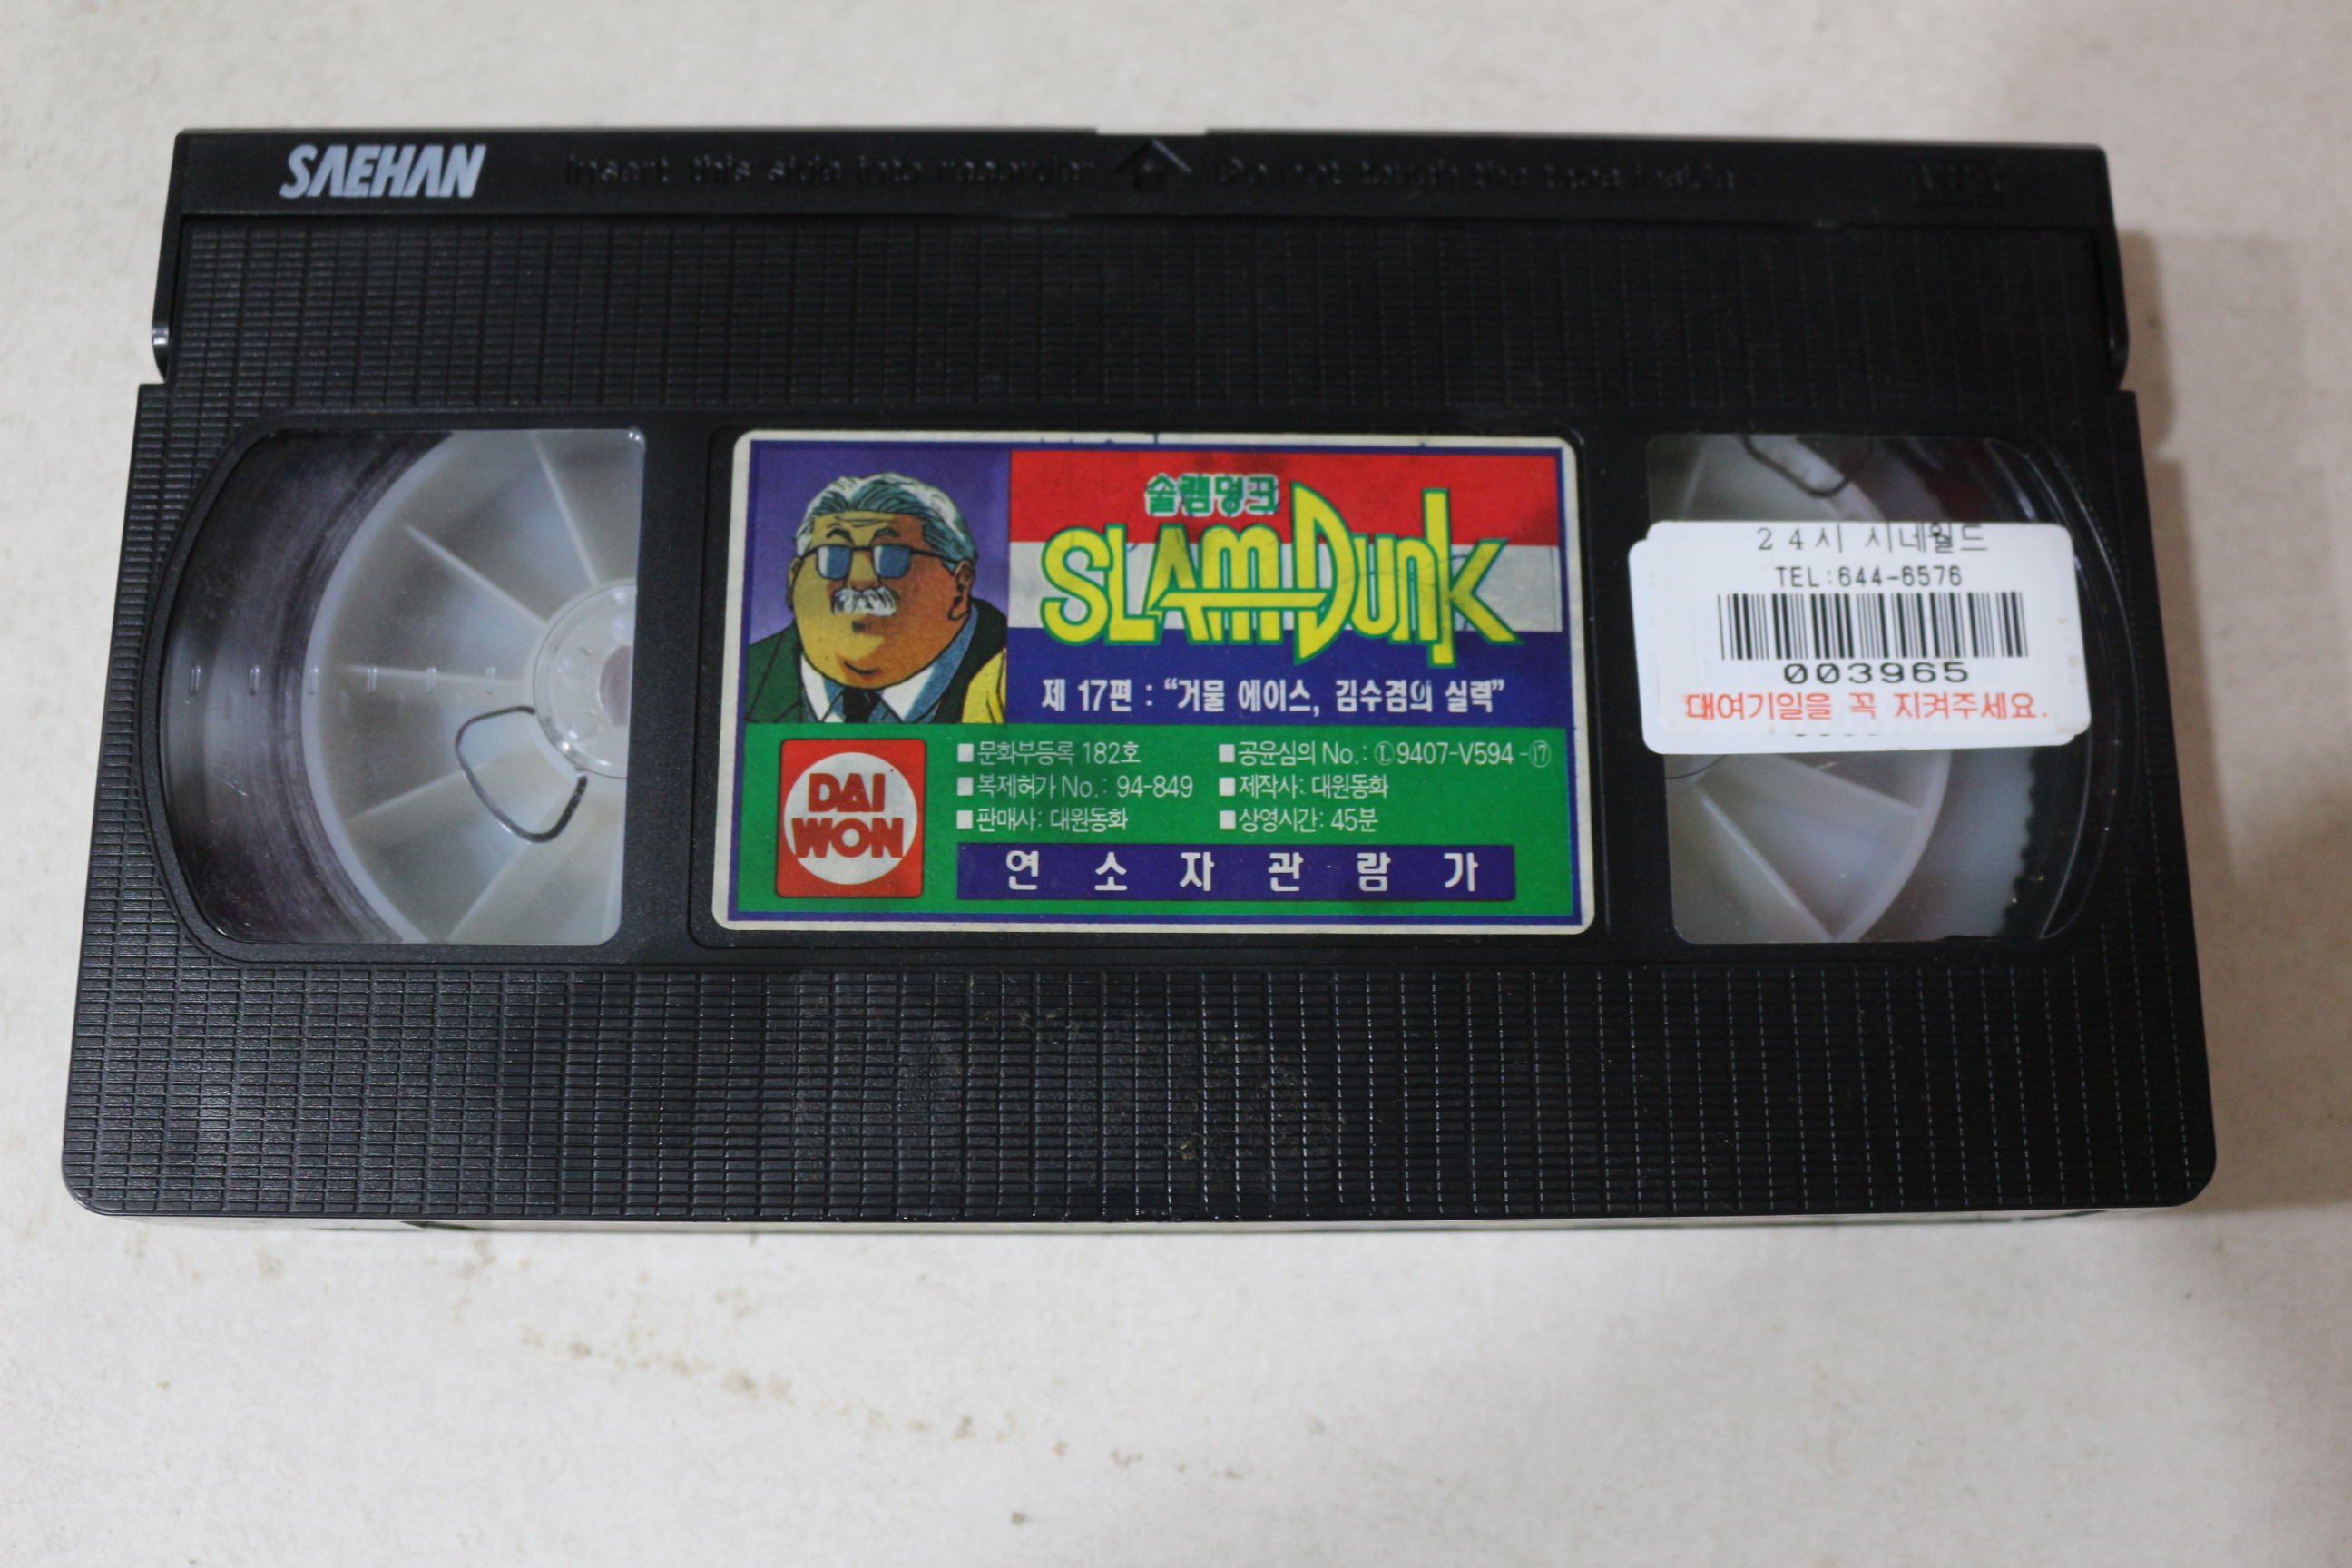 SAEHAN
Insert this side into recorder
Do not touch the tape inside
슬램덩크
SLAM DUNK
제 17편 : “거물 에이스, 김수겸의 실력”
DAI
WON
■문화부등록 182호
■공윤심의 No.: Ⓛ9407-V594-⑰
■복제허가 No.: 94-849
■제작사: 대원동화
■판매사: 대원동화
■상영시간: 45분
연 소 자 관 람 가
24시 시네월드
TEL:644-6576
003965
대여기일을 꼭 지켜주세요.